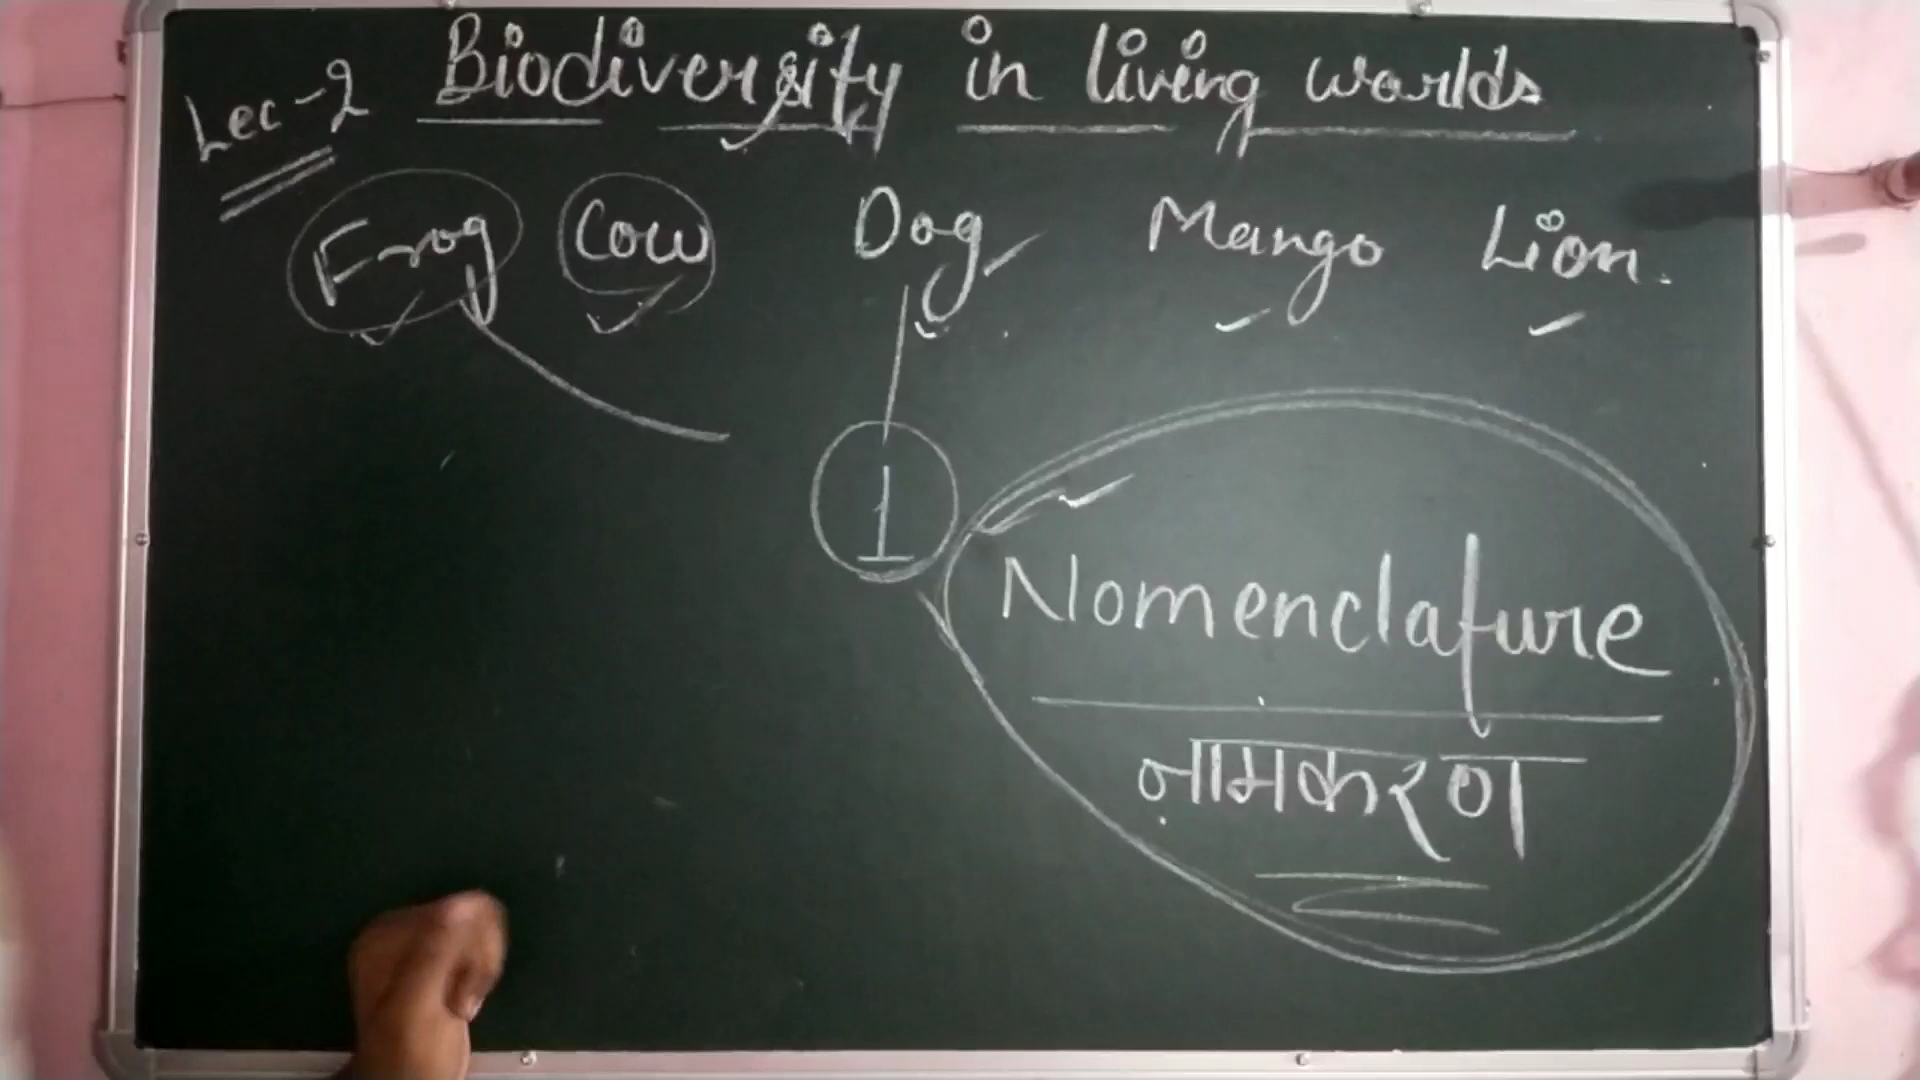 Lec-2 Biodiversity in living worlds
Frog Cow Dog Mango Lion.
1
Nomenclature
नामकरण